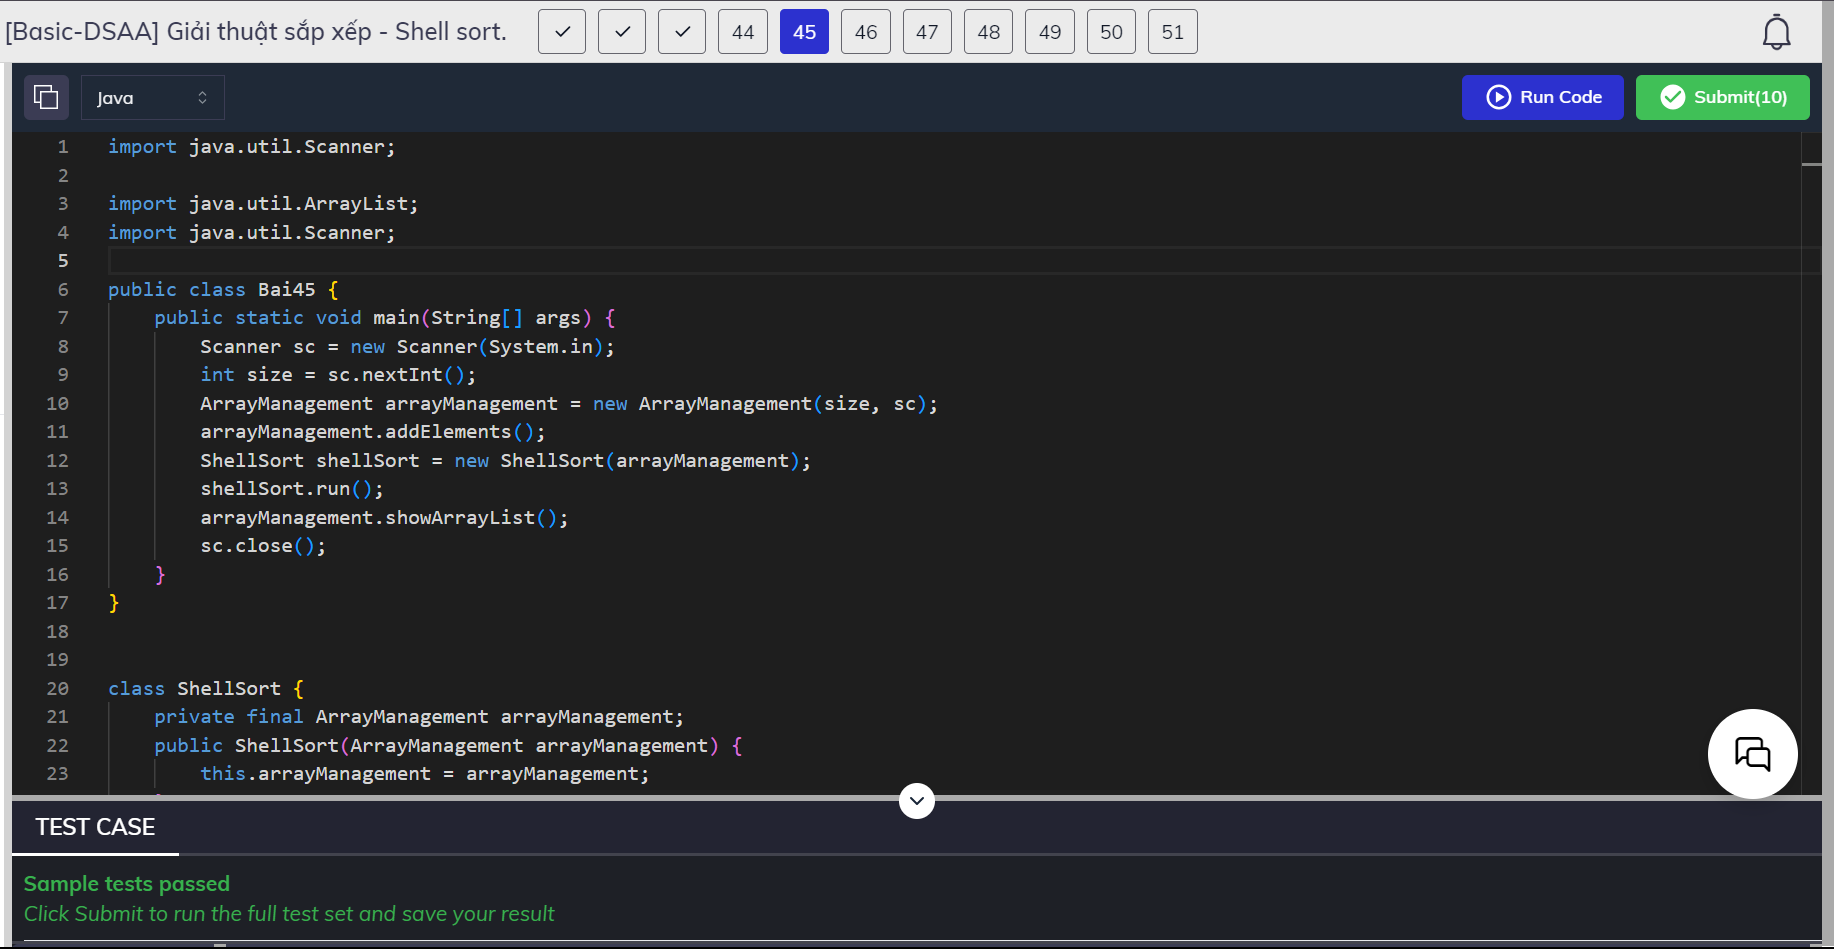 [Basic-DSAA] Giải thuật sắp xếp - Shell sort. 44 45 46 47 48 49 50 51
Java Run Code Submit(10)
1 import java.util.Scanner;
2
3 import java.util.ArrayList;
4 import java.util.Scanner;
5
6 public class Bai45 {
7 public static void main(String[] args) {
8 Scanner sc = new Scanner(System.in);
9 int size = sc.nextInt();
10 ArrayManagement arrayManagement = new ArrayManagement(size, sc);
11 arrayManagement.addElements();
12 ShellSort shellSort = new ShellSort(arrayManagement);
13 shellSort.run();
14 arrayManagement.showArrayList();
15 sc.close();
16 }
17 }
18
19
20 class ShellSort {
21 private final ArrayManagement arrayManagement;
22 public ShellSort(ArrayManagement arrayManagement) {
23 this.arrayManagement = arrayManagement;
TEST CASE
Sample tests passed
Click Submit to run the full test set and save your result